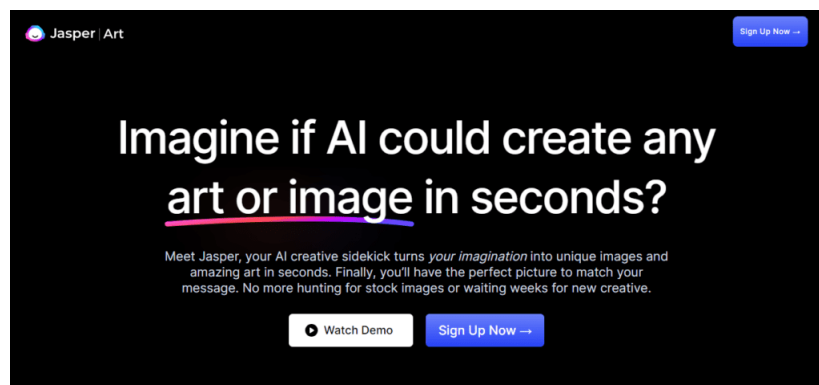 Jasper | Art
Sign Up Now →
Imagine if AI could create any
art or image in seconds?
Meet Jasper, your AI creative sidekick turns your imagination into unique images and
amazing art in seconds. Finally, you'll have the perfect picture to match your
message. No more hunting for stock images or waiting weeks for new creative.
Watch Demo
Sign Up Now →